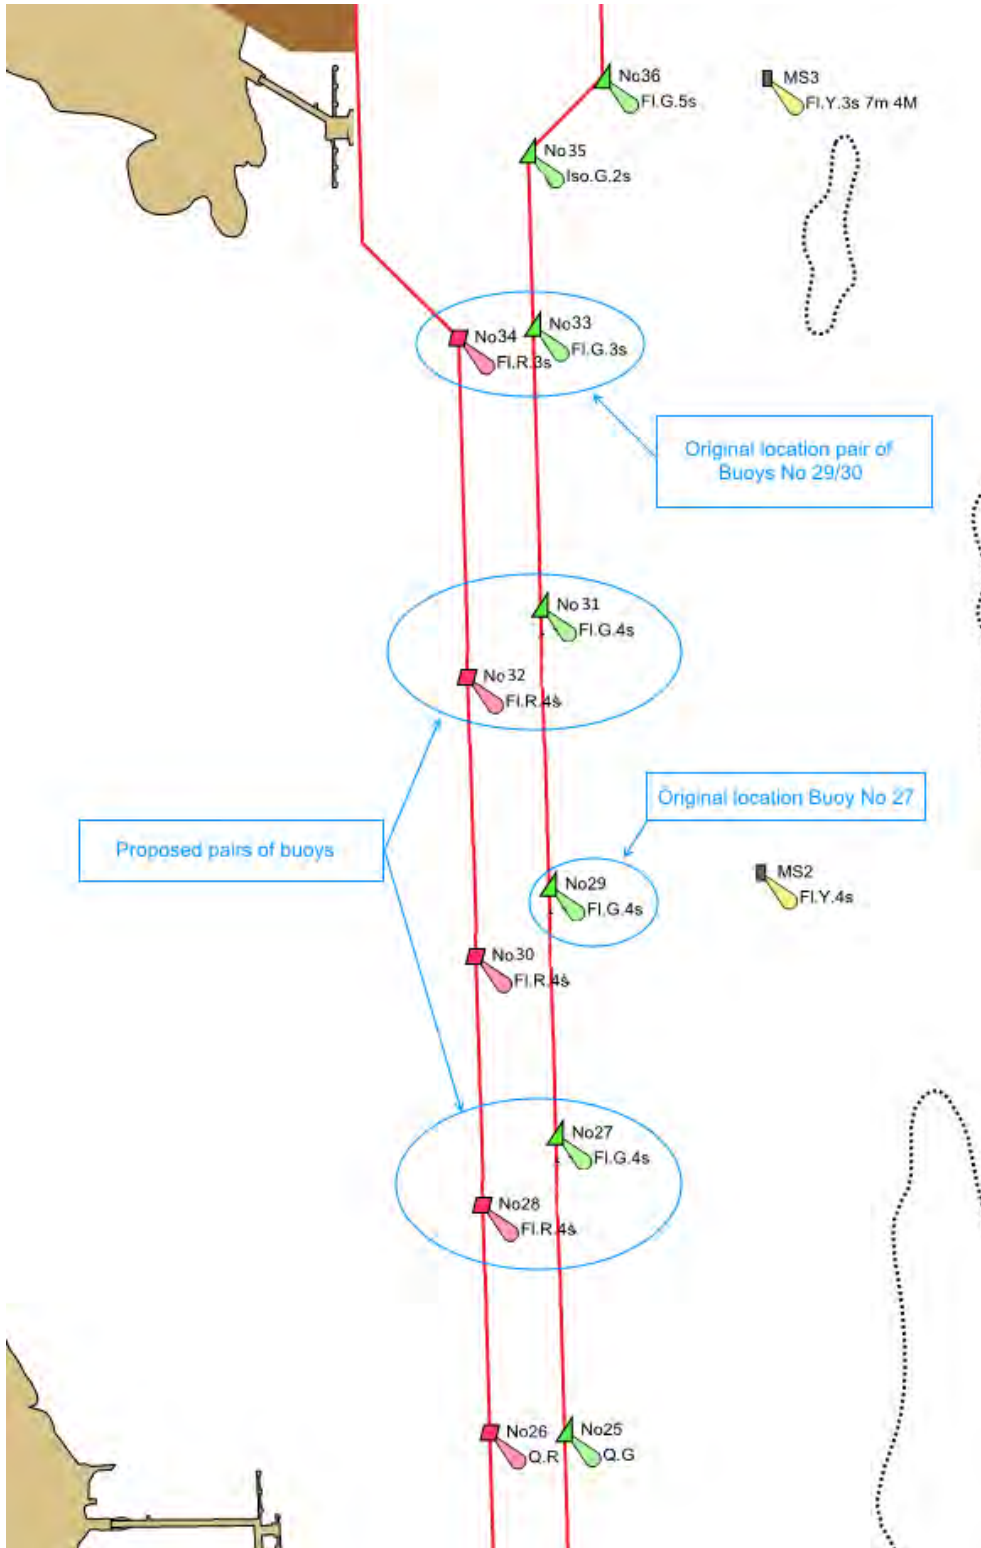 No36
Fl.G.5s
MS3
Fl.Y.3s 7m 4M
No35
Iso.G.2s
No33
Fl.G.3s
No34
Fl.R.3s
Original location pair of
Buoys No 29/30
No31
Fl.G.4s
No32
Fl.R.4s
Original location Buoy No 27
Proposed pairs of buoys
MS2
Fl.Y.4s
No29
Fl.G.4s
No30
Fl.R.4s
No27
Fl.G.4s
No28
Fl.R.4s
No26
Q.R
No25
Q.G